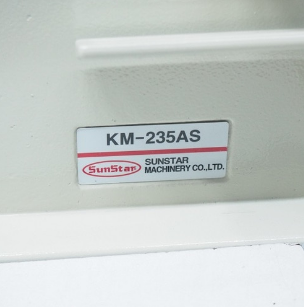 KM-235AS
SunStar
SUNSTAR
MACHINERY CO.,LTD.